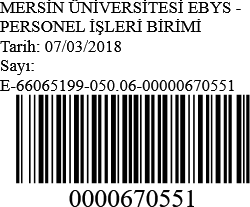 MERSİN ÜNİVERSİTESİ EBYS -
PERSONEL İŞLERİ BİRİMİ
Tarih: 07/03/2018
Sayı:
E-66065199-050.06-00000670551
0000670551